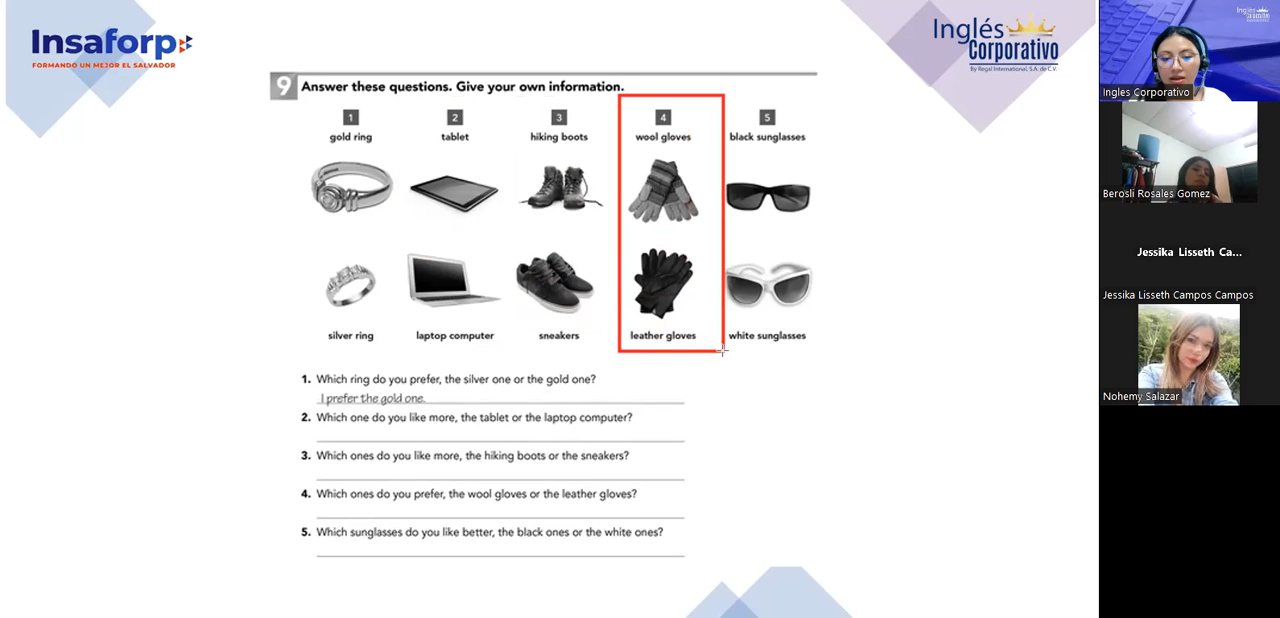 Insaforp
FORMANDO UN MEJOR EL SALVADOR
Inglés
Corporativo
By Regal International, S.A. de C.V.
9 Answer these questions. Give your own information.
1 2 3 4 5
gold ring tablet hiking boots wool gloves black sunglasses
silver ring laptop computer sneakers leather gloves white sunglasses
1. Which ring do you prefer, the silver one or the gold one?
I prefer the gold one.
2. Which one do you like more, the tablet or the laptop computer?
3. Which ones do you like more, the hiking boots or the sneakers?
4. Which ones do you prefer, the wool gloves or the leather gloves?
5. Which sunglasses do you like better, the black ones or the white ones?
Inglés
Ingles Corporativo
Berosli Rosales Gomez
Jessika Lisseth Ca...
Jessika Lisseth Campos Campos
Nohemy Salazar